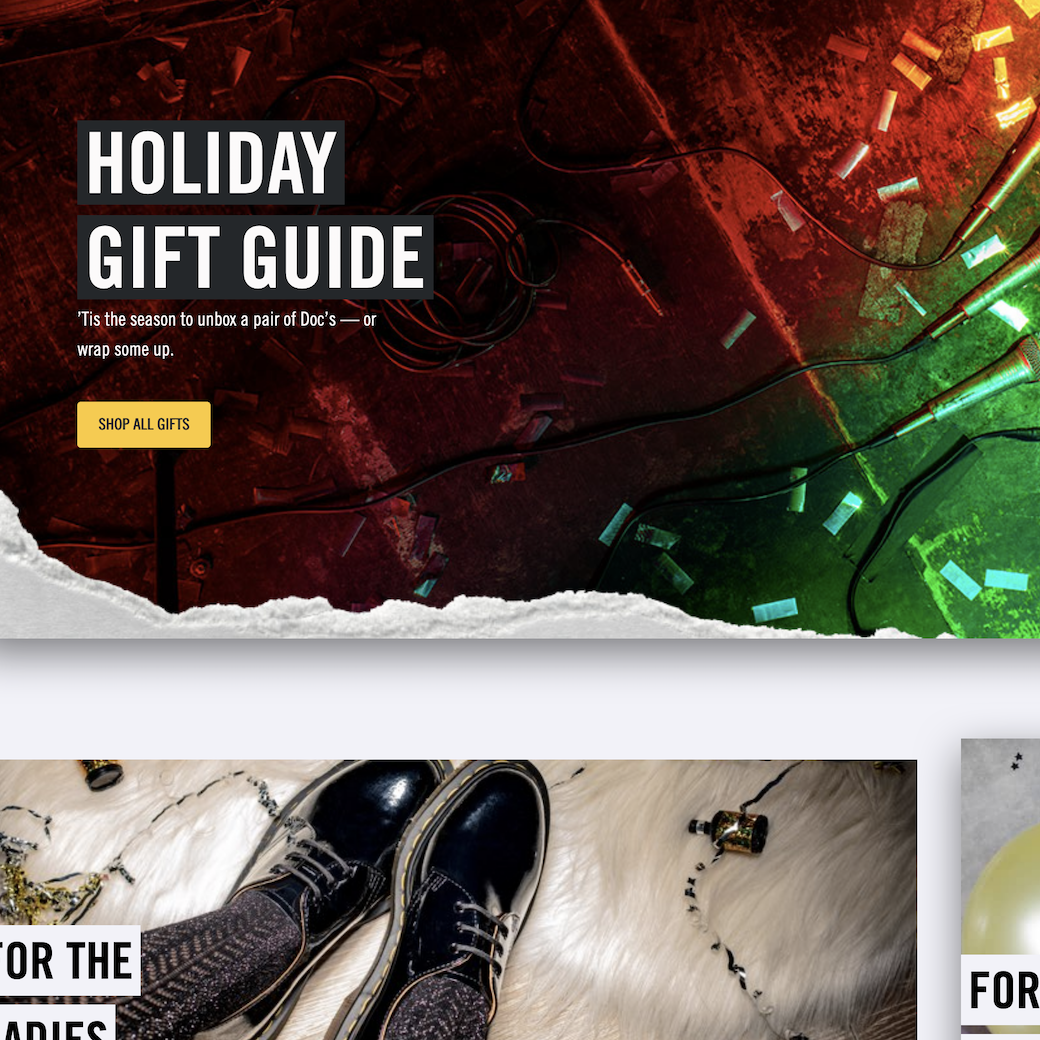 HOLIDAY
GIFT GUIDE
’Tis the season to unbox a pair of Doc’s — or
wrap some up.
SHOP ALL GIFTS
FOR THE
ADIES
FOR